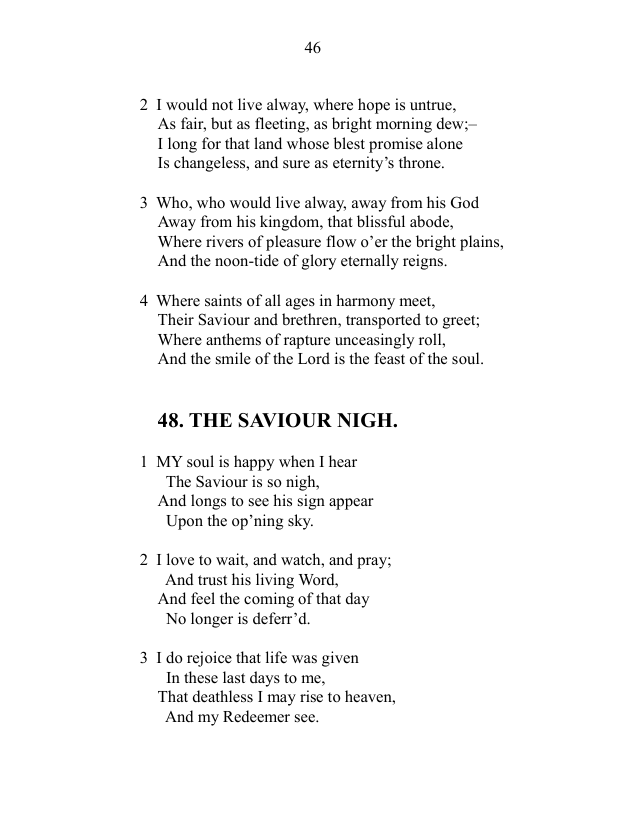 46
2 I would not live alway, where hope is untrue,
As fair, but as fleeting, as bright morning dew;–
I long for that land whose blest promise alone
Is changeless, and sure as eternity’s throne.
3 Who, who would live alway, away from his God
Away from his kingdom, that blissful abode,
Where rivers of pleasure flow o’er the bright plains,
And the noon-tide of glory eternally reigns.
4 Where saints of all ages in harmony meet,
Their Saviour and brethren, transported to greet;
Where anthems of rapture unceasingly roll,
And the smile of the Lord is the feast of the soul.
48. THE SAVIOUR NIGH.
1 MY soul is happy when I hear
The Saviour is so nigh,
And longs to see his sign appear
Upon the op’ning sky.
2 I love to wait, and watch, and pray;
And trust his living Word,
And feel the coming of that day
No longer is deferr’d.
3 I do rejoice that life was given
In these last days to me,
That deathless I may rise to heaven,
And my Redeemer see.